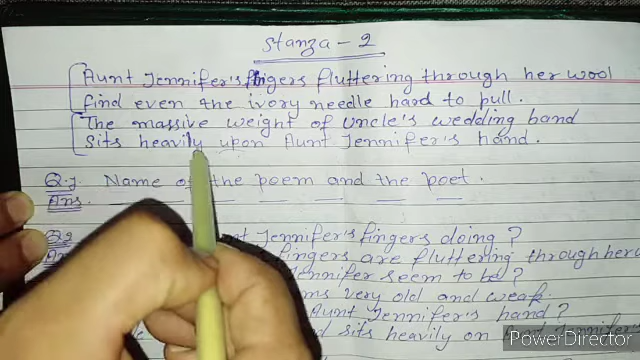 Stanza - 2
Aunt Jennifer's fingers fluttering through her wool
find even the ivory needle hard to pull.
The massive weight of Uncle's wedding band
Sits heavily upon Aunt Jennifer's hand.
Q-1 Name of the poem and the poet.
Ans.
Q2 Jennifer's fingers doing?
fingers are fluttering through her
Jennifer seem to be?
very old and weak.
Aunt Jennifer's hand?
sits heavily on Aunt Jennifer's
PowerDirector